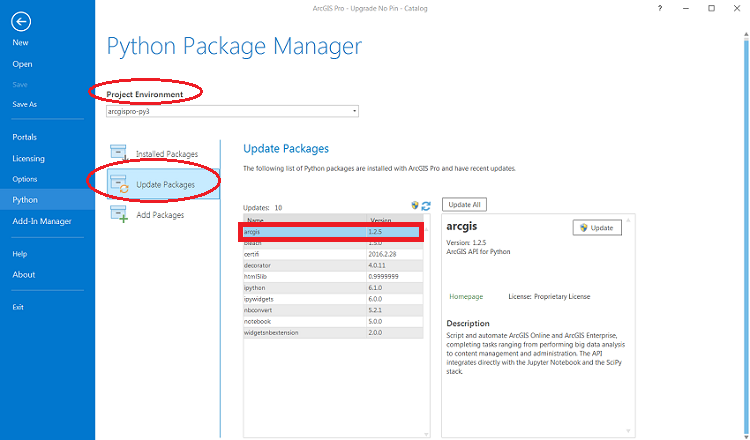 ArcGIS Pro - Upgrade No Pin - Catalog
?
New
Open
Save
Save As
Portals
Licensing
Options
Python
Add-In Manager
Help
About
Exit
Python Package Manager
Project Environment
arcgispro-py3
Installed Packages
Update Packages
Add Packages
Update Packages
The following list of Python packages are installed with ArcGIS Pro and have recent updates.
Updates: 10
Name Version
arcgis 1.2.5
bleach 1.5.0
certifi 2016.2.28
decorator 4.0.11
html5lib 0.9999999
ipython 6.1.0
ipywidgets 6.0.0
nbconvert 5.2.1
notebook 5.0.0
widgetsnbextension 2.0.0
Update All
arcgis
Update
Version: 1.2.5
ArcGIS API for Python
Homepage License: Proprietary License
Description
Script and automate ArcGIS Online and ArcGIS Enterprise,
completing tasks ranging from performing big data analysis
to content management and administration. The API
integrates directly with the Jupyter Notebook and the SciPy
stack.